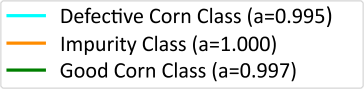 Defective Corn Class (a=0.995)
Impurity Class (a=1.000)
Good Corn Class (a=0.997)